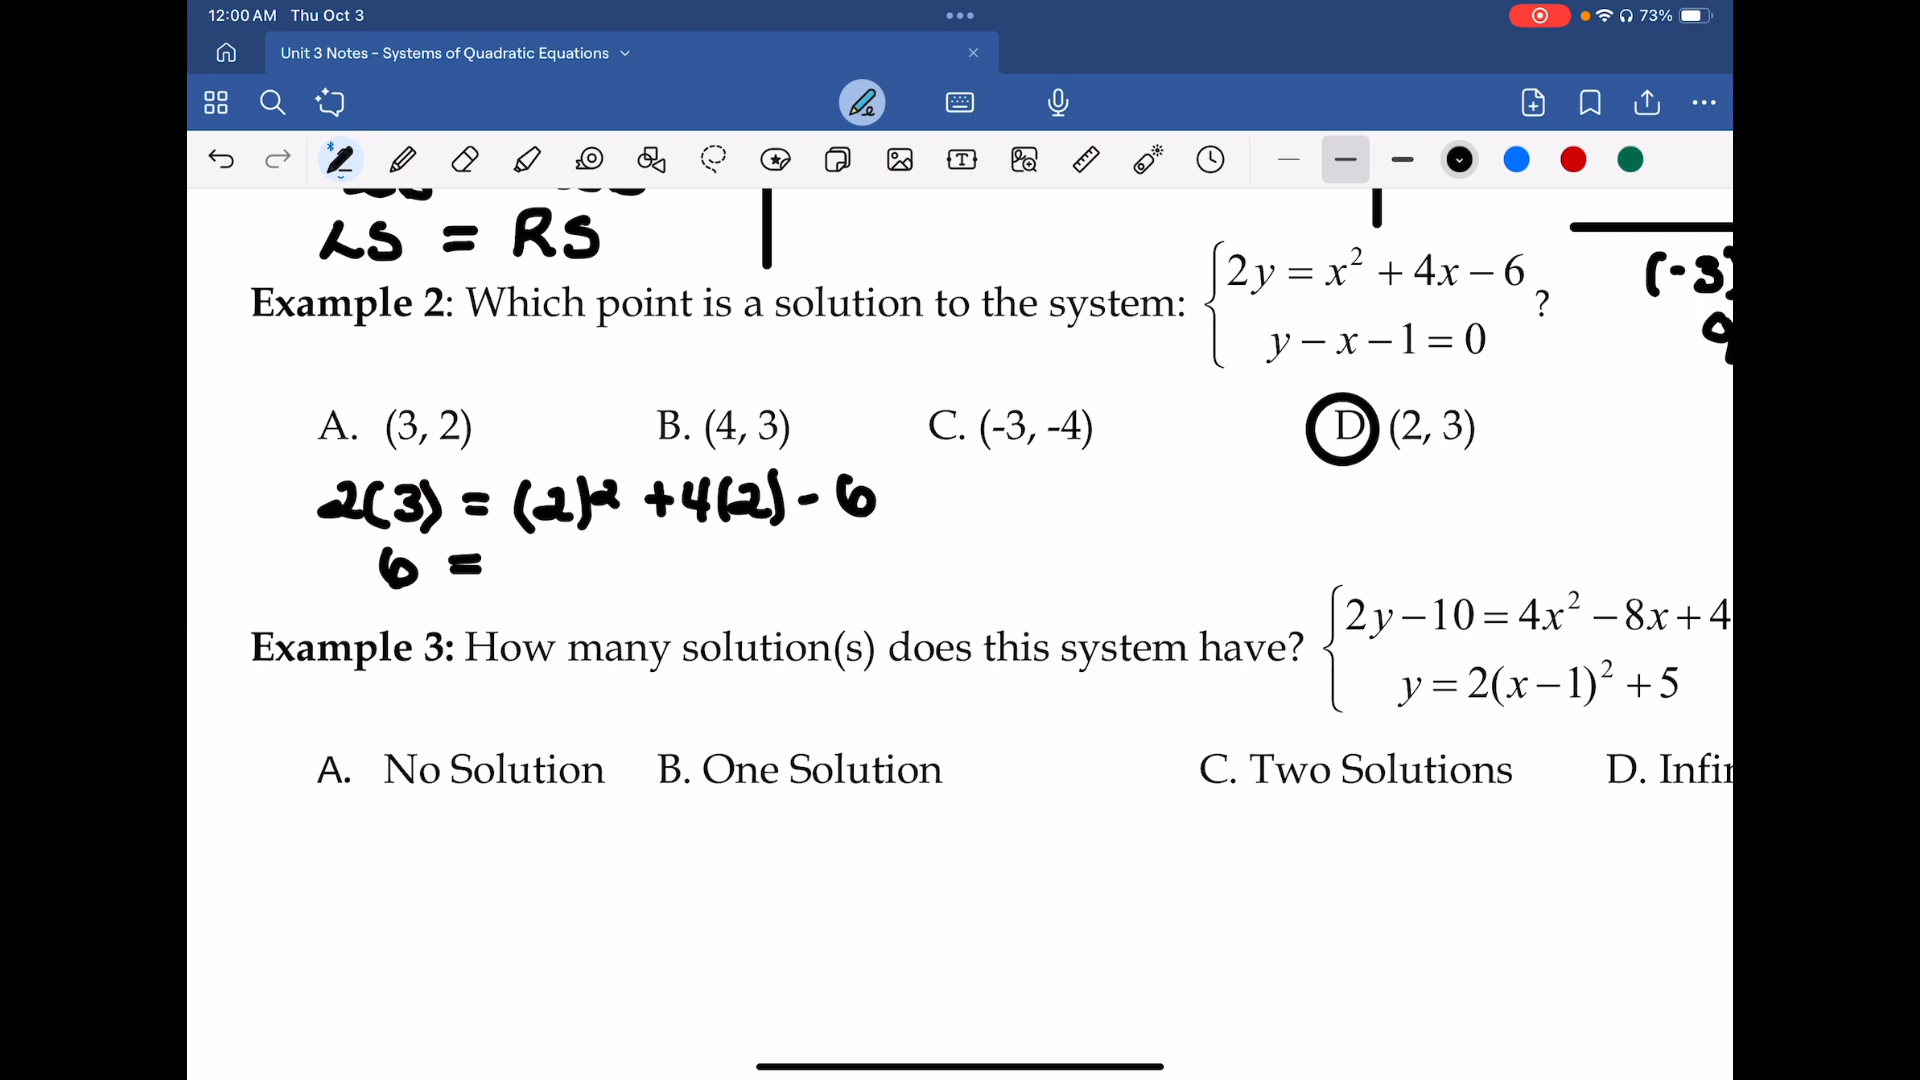 12:00 AM Thu Oct 3
73%
Unit 3 Notes - Systems of Quadratic Equations
LS = RS
Example 2: Which point is a solution to the system: {2y = x² + 4x − 6, y − x − 1 = 0 ?
(-3)
A. (3, 2) B. (4, 3) C. (-3, -4) D (2, 3)
2(3) = (2)² + 4(2) - 6
6 =
Example 3: How many solution(s) does this system have? {2y − 10 = 4x² − 8x + 4
y = 2(x − 1)² + 5
A. No Solution B. One Solution C. Two Solutions D.